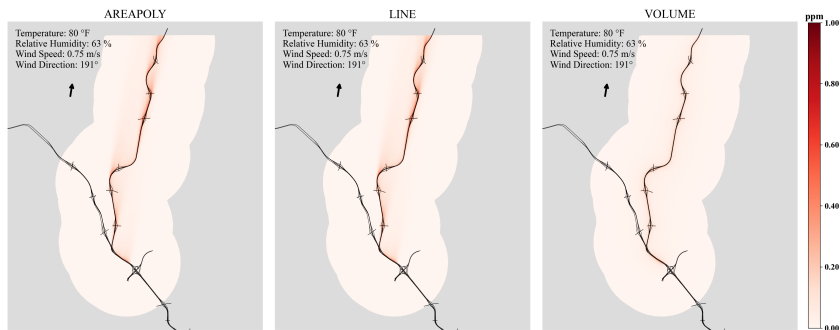 AREAPOLY
Temperature: 80 °F
Relative Humidity: 63 %
Wind Speed: 0.75 m/s
Wind Direction: 191°
LINE
Temperature: 80 °F
Relative Humidity: 63 %
Wind Speed: 0.75 m/s
Wind Direction: 191°
VOLUME
Temperature: 80 °F
Relative Humidity: 63 %
Wind Speed: 0.75 m/s
Wind Direction: 191°
ppm
1.00
0.80
0.60
0.40
0.20
0.00